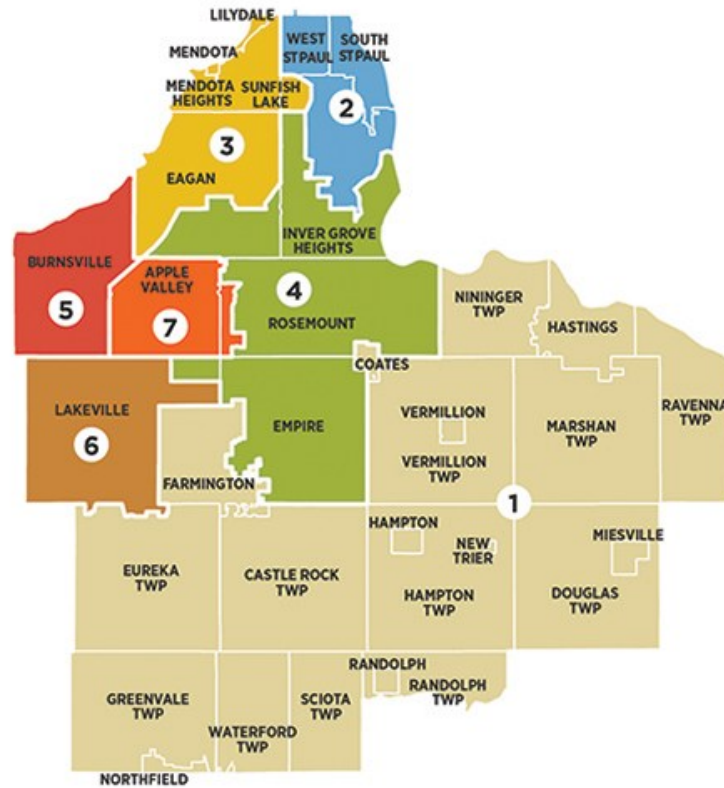 LILYDALE
MENDOTA
WEST
ST PAUL
SOUTH
ST PAUL
MENDOTA
HEIGHTS
SUNFISH
LAKE
2
3
EAGAN
INVER GROVE
HEIGHTS
BURNSVILLE
5
APPLE
VALLEY
7
4
ROSEMOUNT
NININGER
TWP
HASTINGS
COATES
RAVENNA
TWP
LAKEVILLE
6
EMPIRE
VERMILLION
VERMILLION
TWP
MARSHAN
TWP
FARMINGTON
1
HAMPTON
NEW
TRIER
MIESVILLE
EUREKA
TWP
CASTLE ROCK
TWP
HAMPTON
TWP
DOUGLAS
TWP
RANDOLPH
RANDOLPH
TWP
GREENVALE
TWP
WATERFORD
TWP
SCIOTA
TWP
NORTHFIELD